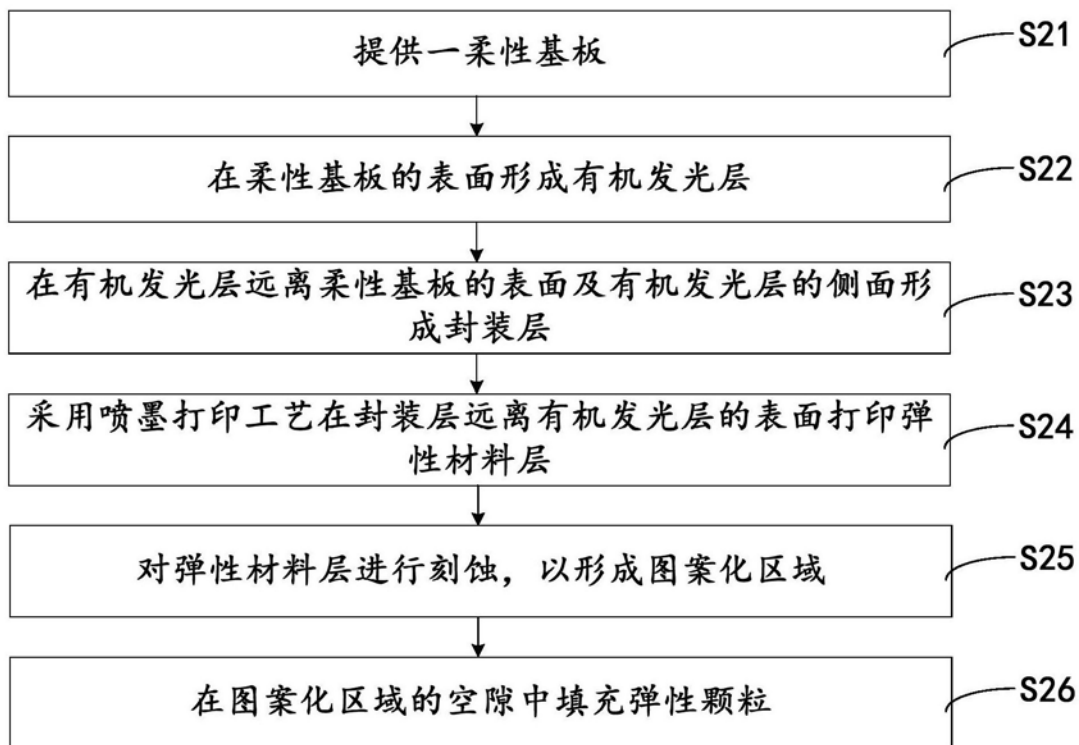 提供一柔性基板
S21
在柔性基板的表面形成有机发光层
S22
在有机发光层远离柔性基板的表面及有机发光层的侧面形
成封装层
S23
采用喷墨打印工艺在封装层远离有机发光层的表面打印弹
性材料层
S24
对弹性材料层进行刻蚀，以形成图案化区域
S25
在图案化区域的空隙中填充弹性颗粒
S26